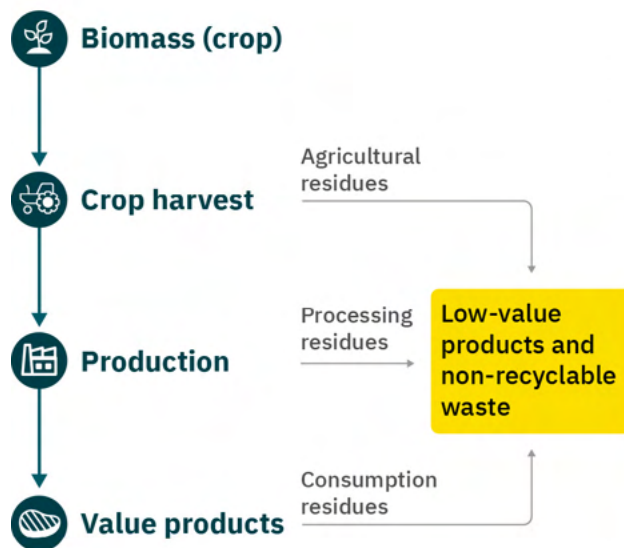 Biomass (crop)
Agricultural
residues
Crop harvest
Processing
residues
Production
Low-value
products and
non-recyclable
waste
Consumption
residues
Value products